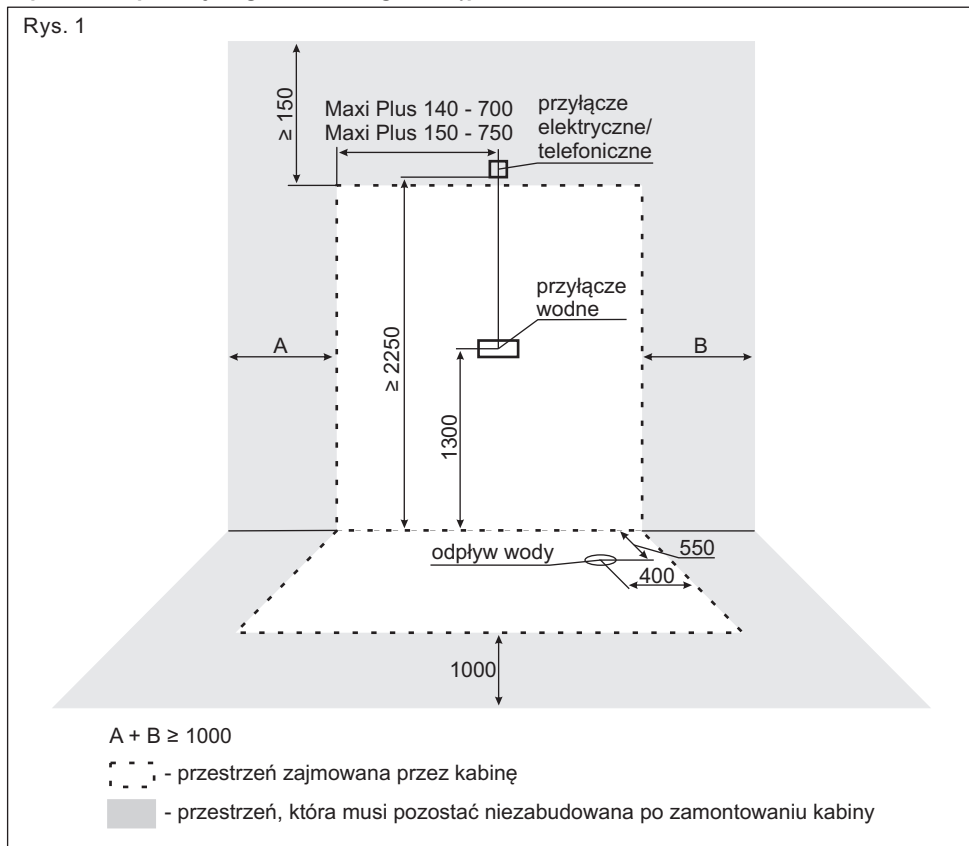 Rys. 1
≥ 150
Maxi Plus 140 - 700
Maxi Plus 150 - 750
przyłącze
elektryczne/
telefoniczne
przyłącze
wodne
A
≥ 2250
B
1300
odpływ wody
550
400
1000
A + B ≥ 1000
- przestrzeń zajmowana przez kabinę
- przestrzeń, która musi pozostać niezabudowana po zamontowaniu kabiny